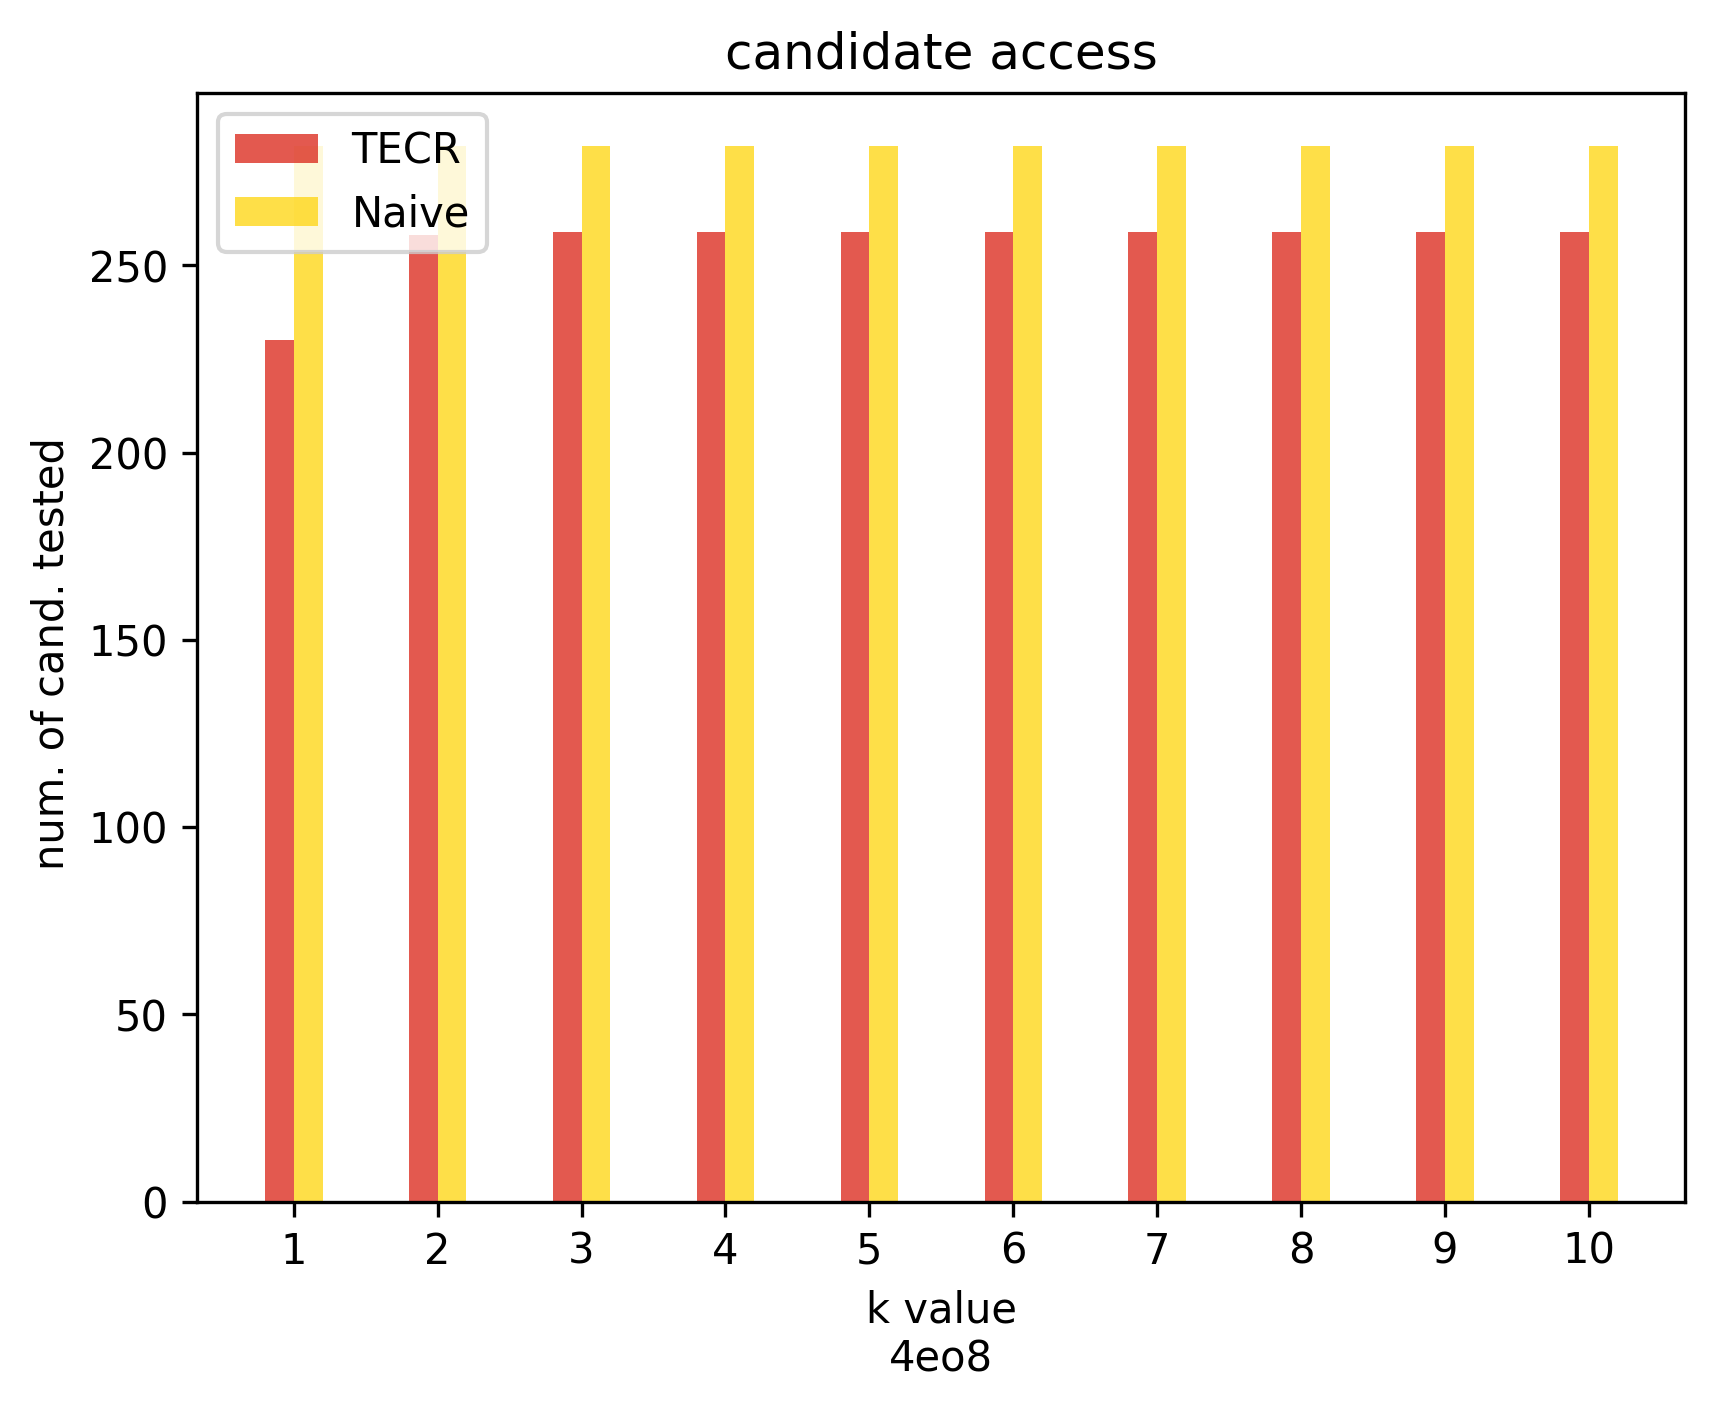 candidate access
TECR
Naive
250
200
150
100
50
0
num. of cand. tested
1 2 3 4 5 6 7 8 9 10
k value
4eo8